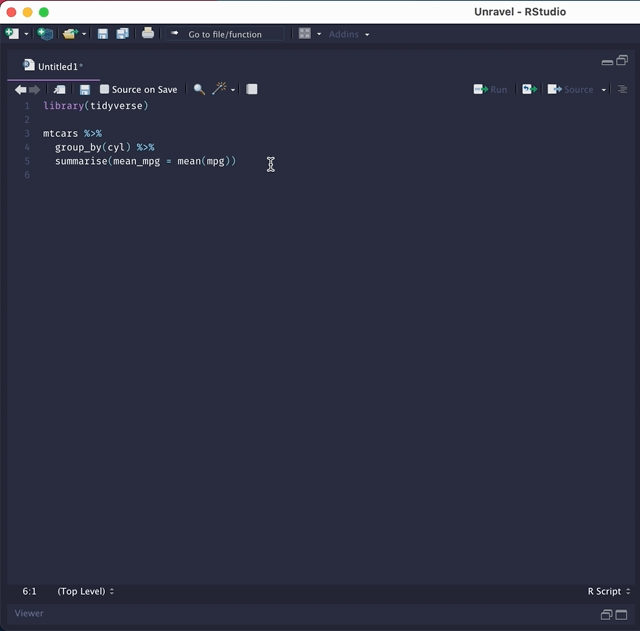 Unravel - RStudio
Go to file/function
Addins
Untitled1*
Source on Save
Run
Source
1 library(tidyverse)
2
3 mtcars %>%
4   group_by(cyl) %>%
5   summarise(mean_mpg = mean(mpg))
6
6:1
(Top Level)
R Script
Viewer